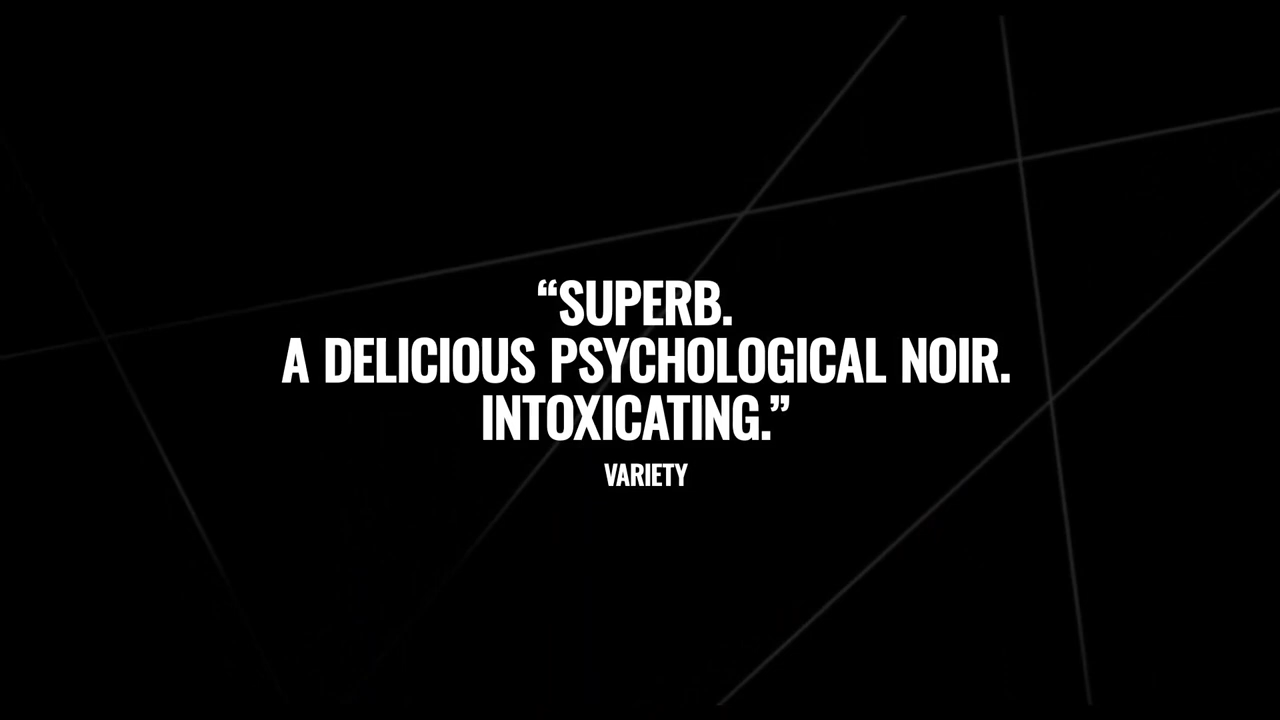 “SUPERB.
A DELICIOUS PSYCHOLOGICAL NOIR.
INTOXICATING.”
VARIETY